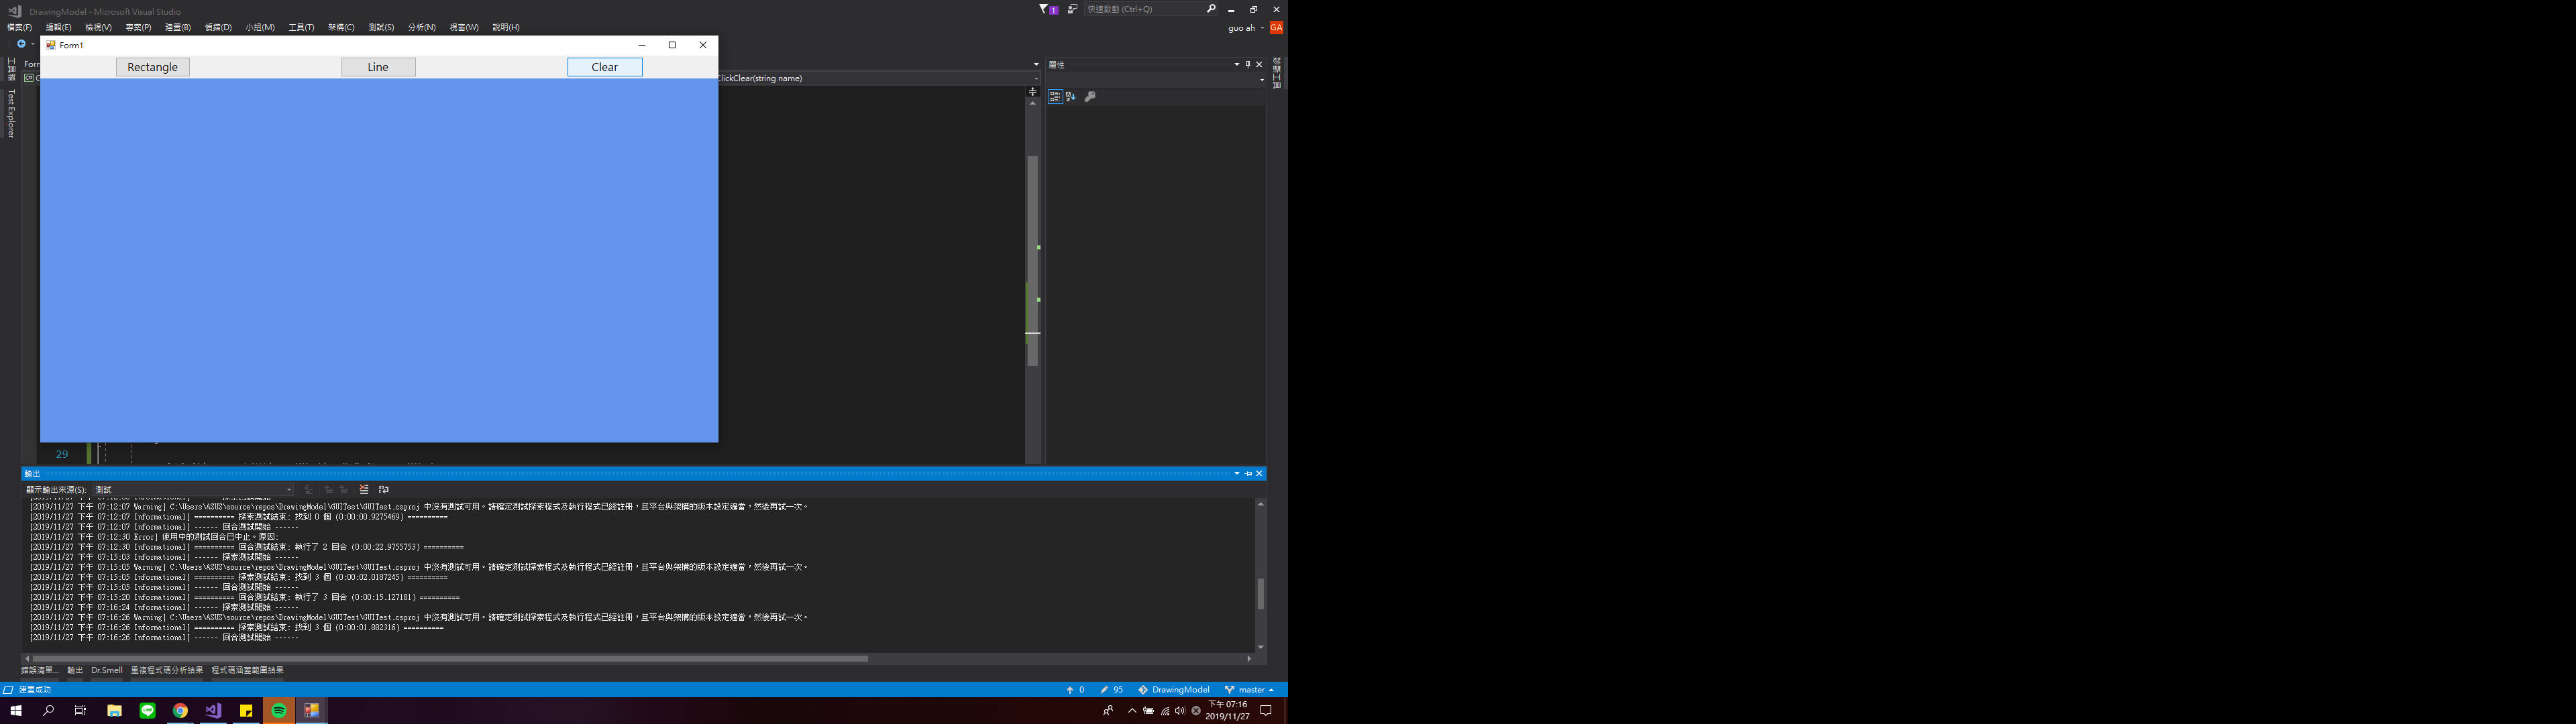 DrawingModel - Microsoft Visual Studio
1
快速啟動 (Ctrl+Q)
檔案(F) 編輯(E) 檢視(V) 專案(P) 建置(B) 偵錯(D) 小組(M) 工具(T) 架構(C) 測試(S) 分析(N) 視窗(W) 說明(H)
guo ah GA
Form1
Rectangle Line Clear
Form
ClickClear(string name)
屬性
工具箱
Test Explorer
29
輸出
顯示輸出來源(S): 測試
[2019/11/27 下午 07:12:07 Warning] C:\Users\ASUS\source\repos\DrawingModel\GUITest\GUITest.csproj 中沒有測試可用。請確定測試探索程式及執行程式已經註冊，且平台與架構的版本設定適當，然後再試一次。
[2019/11/27 下午 07:12:07 Informational] ========== 探索測試結束: 找到 0 個 (0:00:00.9275469) ==========
[2019/11/27 下午 07:12:07 Informational] ------ 回合測試開始 ------
[2019/11/27 下午 07:12:30 Error] 使用中的測試回合已中止。原因:
[2019/11/27 下午 07:12:30 Informational] ========== 回合測試結束: 執行了 2 回合 (0:00:22.9755753) ==========
[2019/11/27 下午 07:15:03 Informational] ------ 探索測試開始 ------
[2019/11/27 下午 07:15:05 Warning] C:\Users\ASUS\source\repos\DrawingModel\GUITest\GUITest.csproj 中沒有測試可用。請確定測試探索程式及執行程式已經註冊，且平台與架構的版本設定適當，然後再試一次。
[2019/11/27 下午 07:15:05 Informational] ========== 探索測試結束: 找到 3 個 (0:00:02.0187245) ==========
[2019/11/27 下午 07:15:05 Informational] ------ 回合測試開始 ------
[2019/11/27 下午 07:15:20 Informational] ========== 回合測試結束: 執行了 3 回合 (0:00:15.127181) ==========
[2019/11/27 下午 07:16:24 Informational] ------ 探索測試開始 ------
[2019/11/27 下午 07:16:26 Warning] C:\Users\ASUS\source\repos\DrawingModel\GUITest\GUITest.csproj 中沒有測試可用。請確定測試探索程式及執行程式已經註冊，且平台與架構的版本設定適當，然後再試一次。
[2019/11/27 下午 07:16:26 Informational] ========== 探索測試結束: 找到 3 個 (0:00:01.882316) ==========
[2019/11/27 下午 07:16:26 Informational] ------ 回合測試開始 ------
錯誤清單... 輸出 Dr.Smell 重複程式碼分析結果 程式碼涵蓋範圍結果
建置成功
0 95 DrawingModel master
下午 07:16
2019/11/27